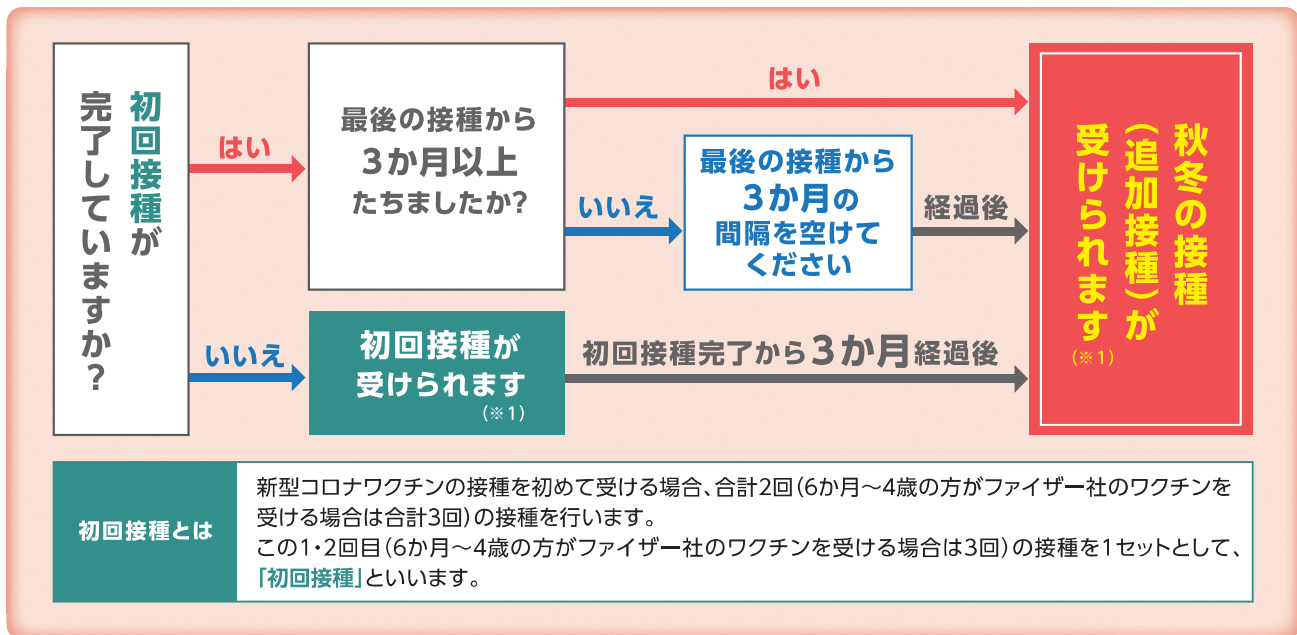 初回接種が
完了していますか?
はい
最後の接種から
3か月以上
たちましたか?
はい
いいえ
最後の接種から
3か月の
間隔を空けて
ください
経過後
いいえ
初回接種が
受けられます
(※1)
初回接種完了から3か月経過後
秋冬の接種
(追加接種)が
受けられます
(※1)
初回接種とは
新型コロナワクチンの接種を初めて受ける場合、合計2回(6か月~4歳の方がファイザー社のワクチンを
受ける場合は合計3回)の接種を行います。
この1・2回目(6か月~4歳の方がファイザー社のワクチンを受ける場合は3回)の接種を1セットとして、
「初回接種」といいます。